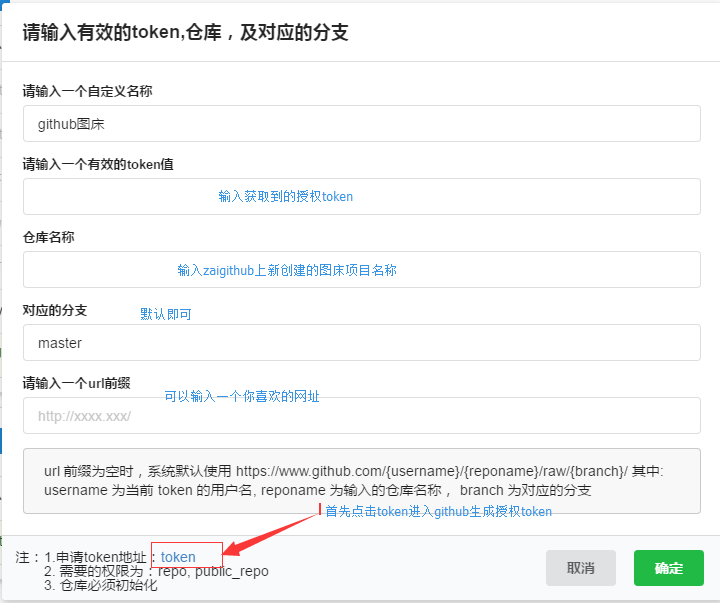 请输入有效的token,仓库，及对应的分支
请输入一个自定义名称
github图床
请输入一个有效的token值
输入获取到的授权token
仓库名称
输入zaigithub上新创建的图床项目名称
对应的分支
默认即可
master
请输入一个url前缀
可以输入一个你喜欢的网址
http://xxxx.xxx/
url 前缀为空时，系统默认使用 https://www.github.com/{username}/{reponame}/raw/{branch}/ 其中:
username 为当前 token 的用户名, reponame 为输入的仓库名称， branch 为对应的分支
首先点击token进入github生成授权token
注：1.申请token地址：token
2. 需要的权限为：repo, public_repo
3. 仓库必须初始化
取消
确定